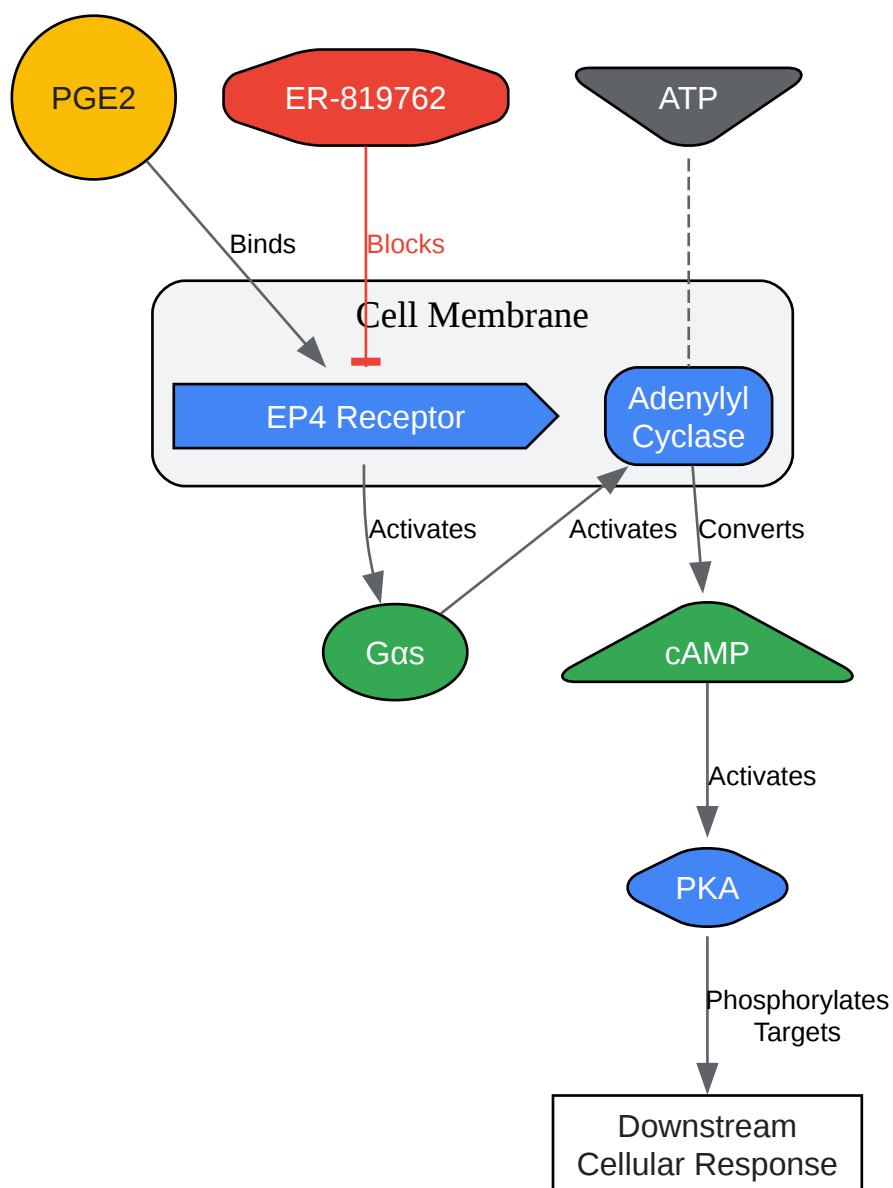 PGE2
ER-819762
ATP
Binds
Blocks
Cell Membrane
EP4 Receptor
Adenylyl
Cyclase
Activates
Activates
Converts
Gαs
cAMP
Activates
PKA
Phosphorylates
Targets
Downstream
Cellular Response